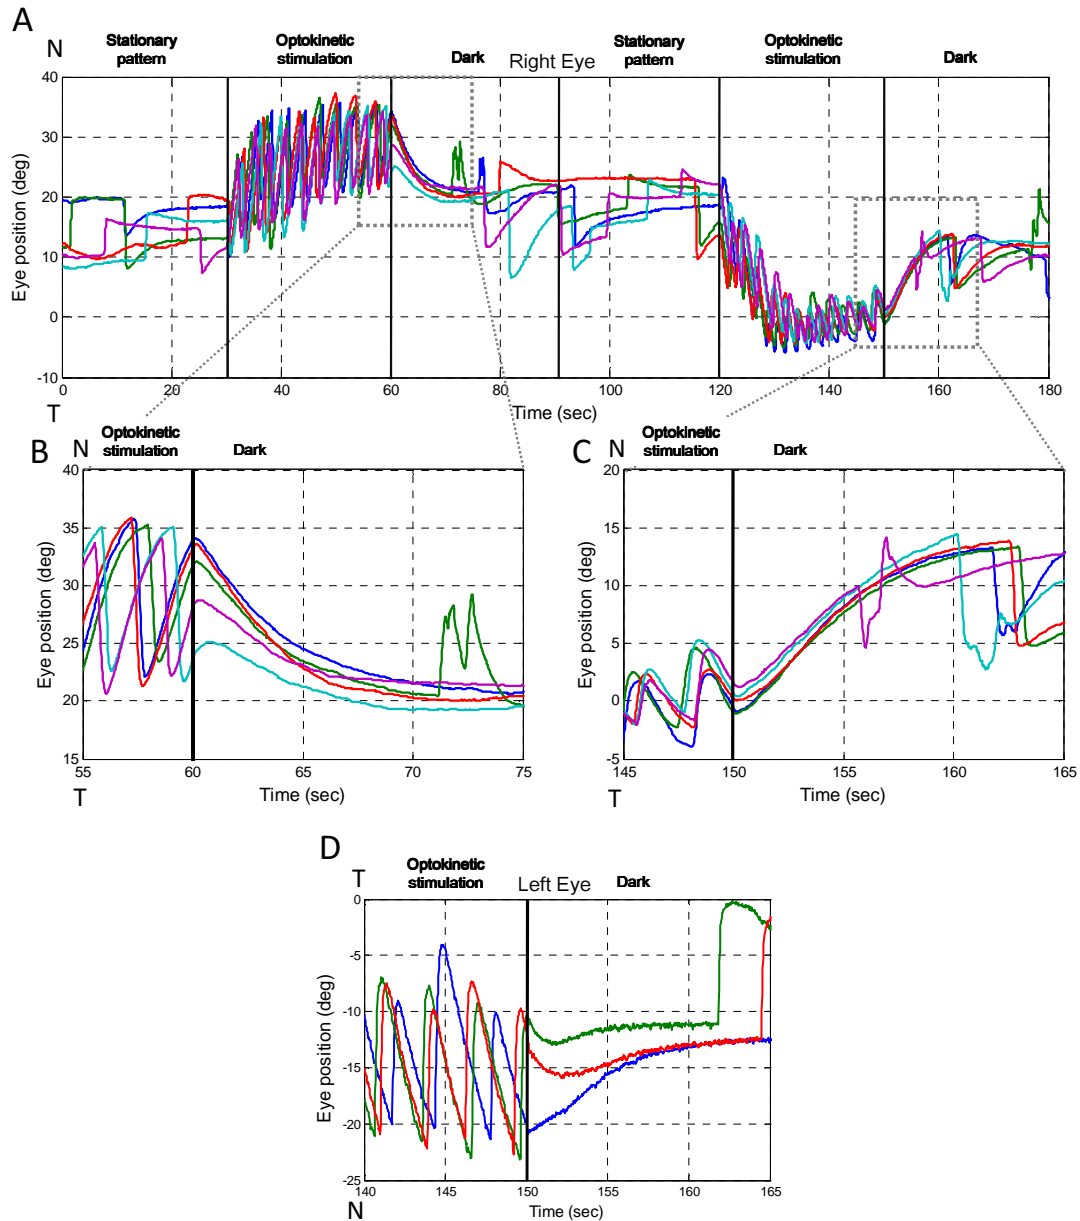 A
N
Stationary
pattern
Optokinetic
stimulation
Dark
Right Eye
Stationary
pattern
Optokinetic
stimulation
Dark
40
30
20
10
0
-10
Eye position (deg)
0
20
40
60
80
100
120
140
160
180
T
Time (sec)
B
N
Optokinetic
stimulation
Dark
40
35
30
25
20
15
Eye position (deg)
55
60
65
70
75
T
Time (sec)
C
N
Optokinetic
stimulation
Dark
20
15
10
5
0
-5
Eye position (deg)
145
150
155
160
165
T
Time (sec)
D
T
Optokinetic
stimulation
Left Eye
Dark
0
-5
-10
-15
-20
-25
Eye position (deg)
140
145
150
155
160
165
N
Time (sec)